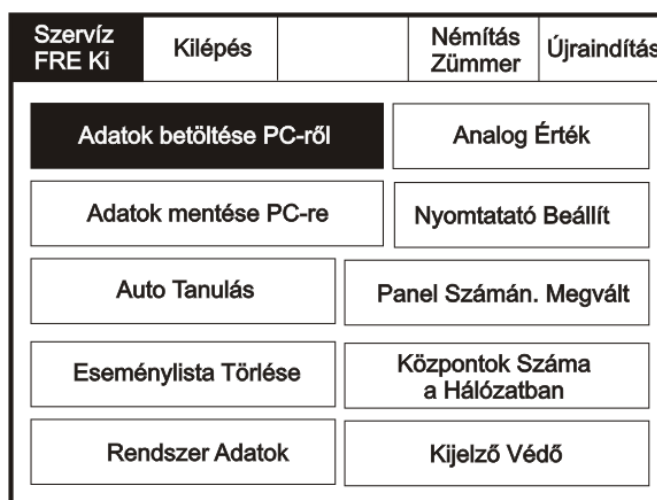 Szervíz
FRE Ki
Kilépés
Némítás
Zümmer
Újraindítás
Adatok betöltése PC-ről
Analog Érték
Adatok mentése PC-re
Nyomtatató Beállít
Auto Tanulás
Panel Számán. Megvált
Eseménylista Törlése
Központok Száma
a Hálózatban
Rendszer Adatok
Kijelző Védő